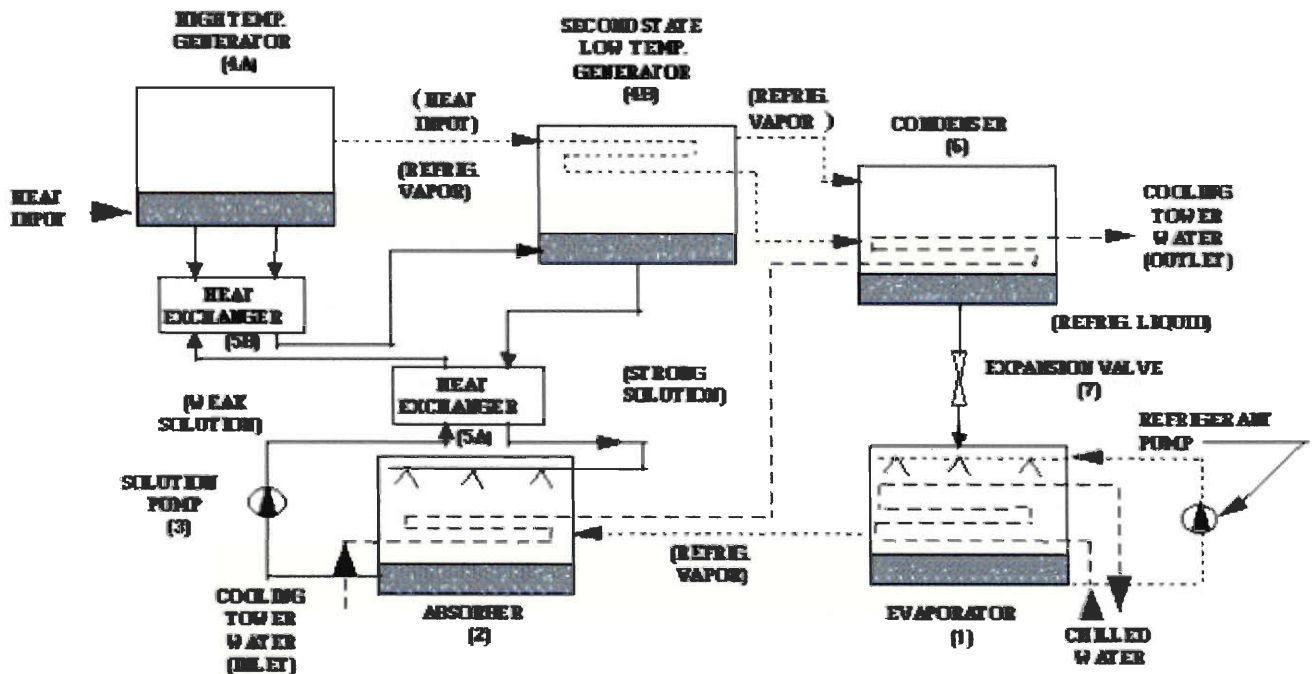 HIGH TEMP.
GENERATOR
(4A)
SECOND STATE
LOW TEMP.
GENERATOR
(4B)
( HEAT
INPUT)
(REFRIG.
VAPOR)
(REFRIG.
VAPOR )
CONDENSER
(6)
HEAT
INPUT
COOLING
TOWER
WATER
(OUTLET)
HEAT
EXCHANGER
(5B)
(REFRIG. LIQUID)
HEAT
EXCHANGER
(5A)
(STRONG
SOLUTION)
EXPANSION VALVE
(7)
(WEAK
SOLUTION)
REFRIGERANT
PUMP
SOLUTION
PUMP
(3)
(REFRIG.
VAPOR)
COOLING
TOWER
WATER
(INLET)
ABSORBER
(2)
EVAPORATOR
(1)
CHILLED
WATER